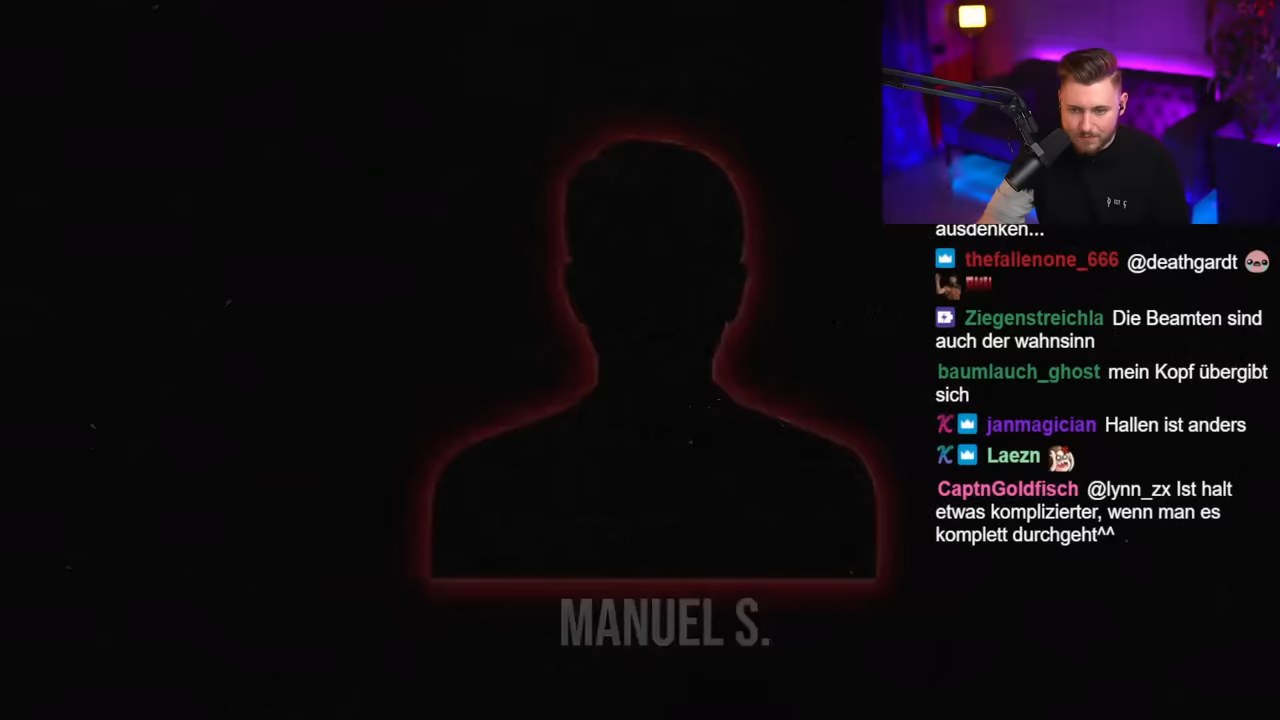 ausdenken...
thefallenone_666 @deathgardt
Ziegenstreichla Die Beamten sind
auch der wahnsinn
baumlauch_ghost mein Kopf übergibt
sich
janmagician Hallen ist anders
Laezn
CaptnGoldfisch @lynn_zx Ist halt
etwas komplizierter, wenn man es
komplett durchgeht^^
MANUEL S.